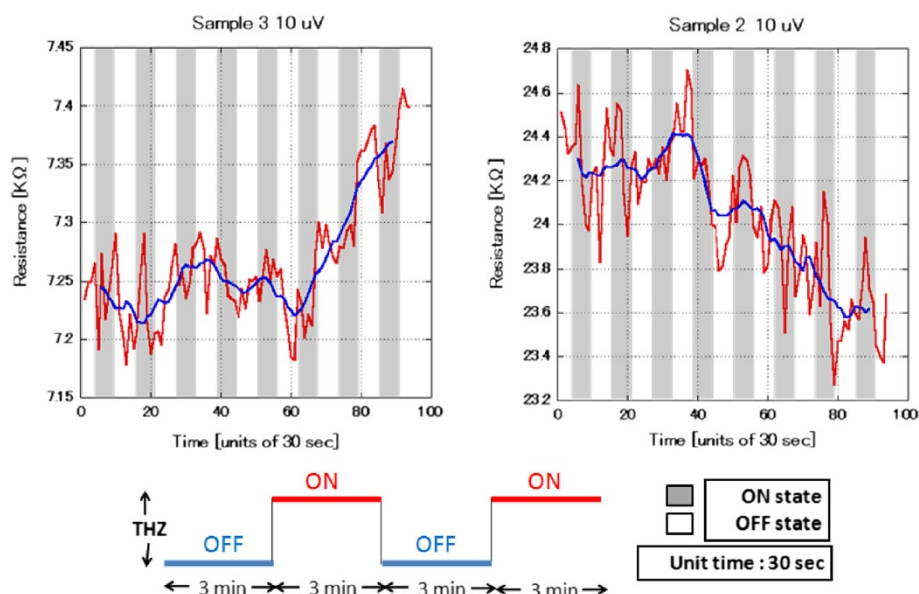 Sample 3 10 uV
7.45
7.4
7.35
7.3
7.25
7.2
7.15
Resistance [KΩ]
0 20 40 60 80 100
Time [units of 30 sec]
Sample 2 10 uV
24.8
24.4
24.2
24
23.8
23.6
23.4
23.2
Resistance [KΩ]
0 20 40 60 80 100
Time [units of 30 sec]
ON
ON
THZ
OFF
OFF
3 min
3 min
3 min
3 min
ON state
OFF state
Unit time : 30 sec